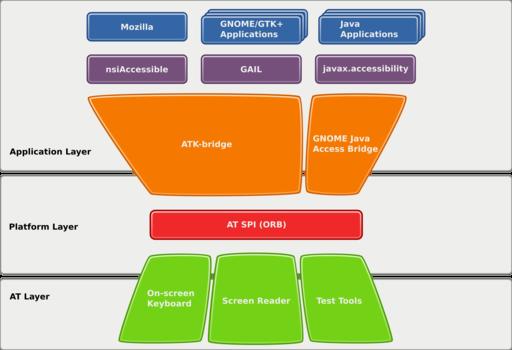 Mozilla
GNOME/GTK+
Applications
Java
Applications
nsiAccessible
GAIL
javax.accessibility
ATK-bridge
GNOME Java
Access Bridge
Application Layer
AT SPI (ORB)
Platform Layer
On-screen
Keyboard
Screen Reader
Test Tools
AT Layer